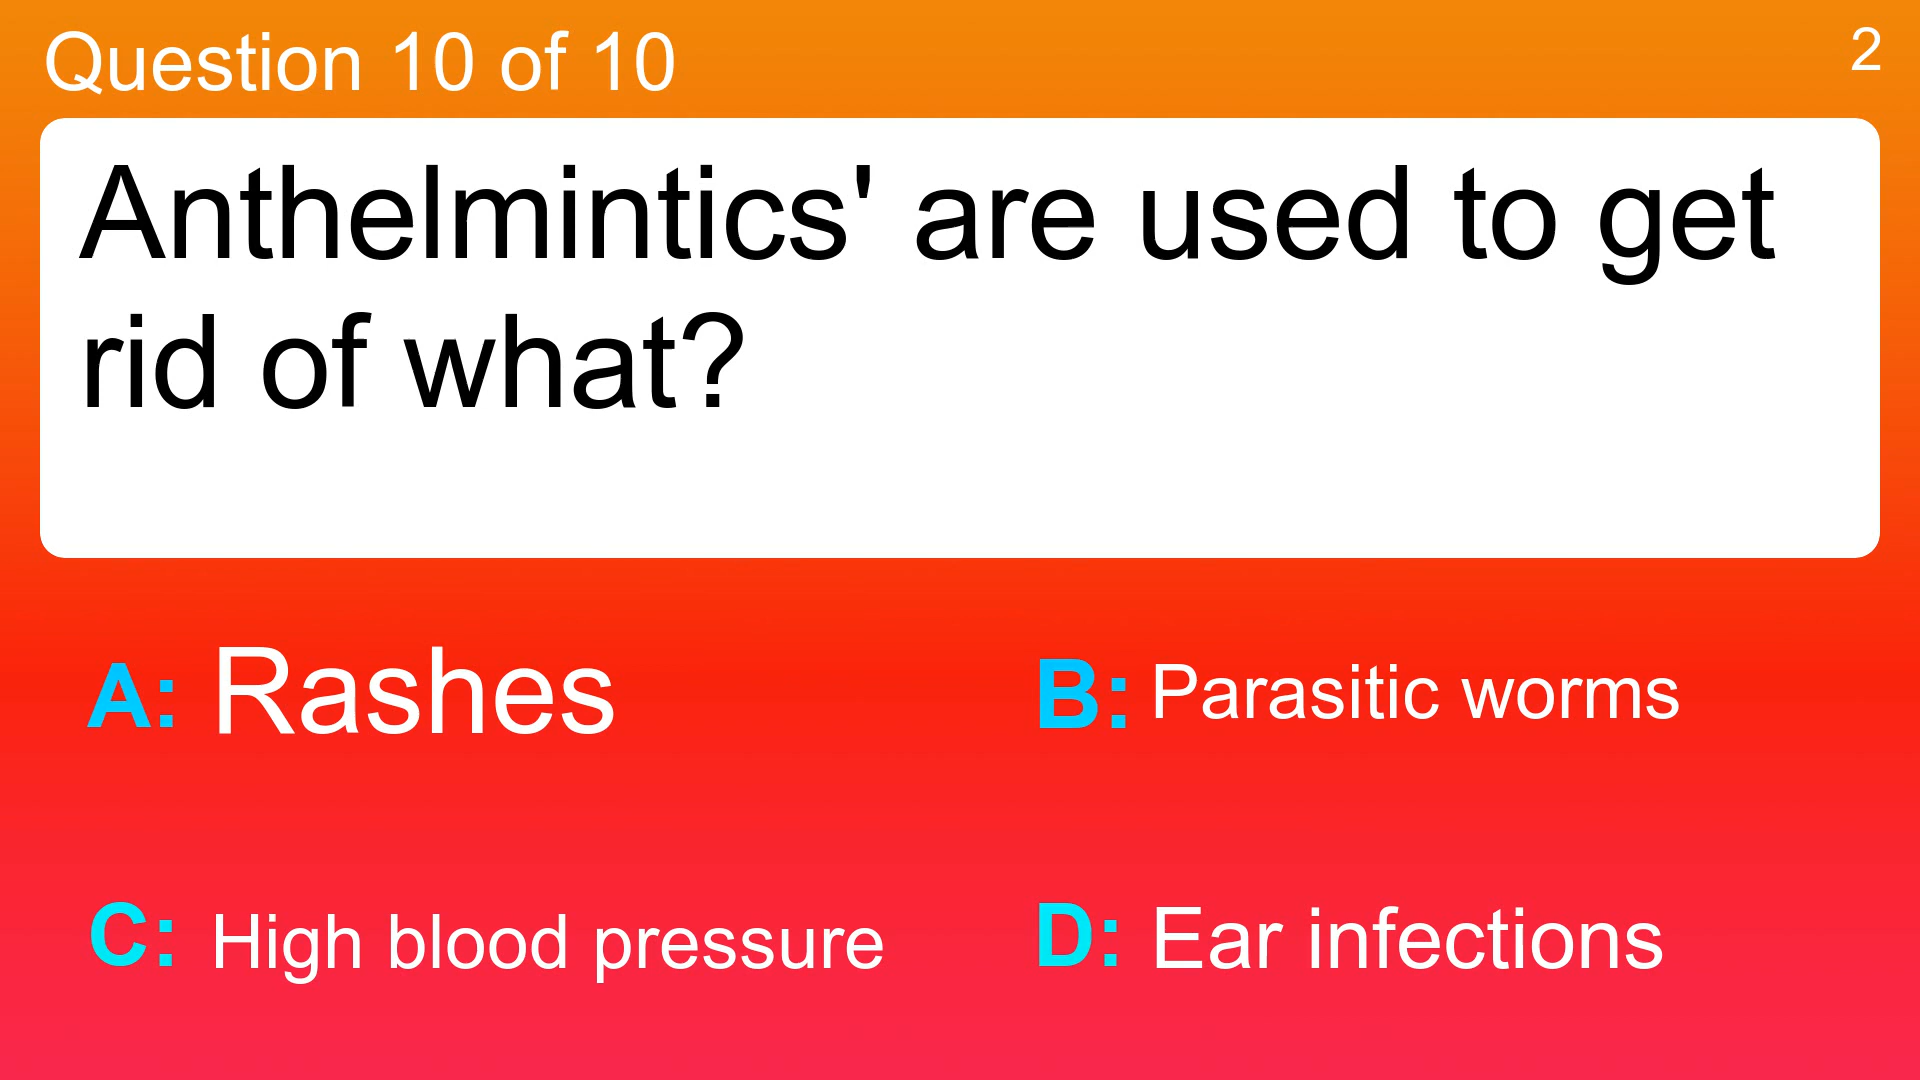 Question 10 of 10
2
Anthelmintics' are used to get
rid of what?
A: Rashes
B: Parasitic worms
C: High blood pressure
D: Ear infections